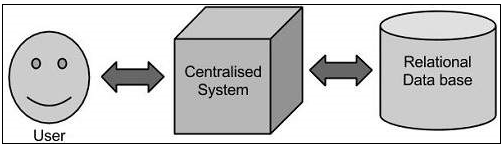 User
Centralised
System
Relational
Data base